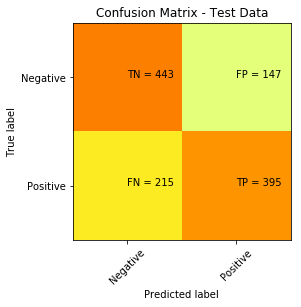 Confusion Matrix - Test Data
True label
Negative
TN = 443
FP = 147
Positive
FN = 215
TP = 395
Negative
Positive
Predicted label